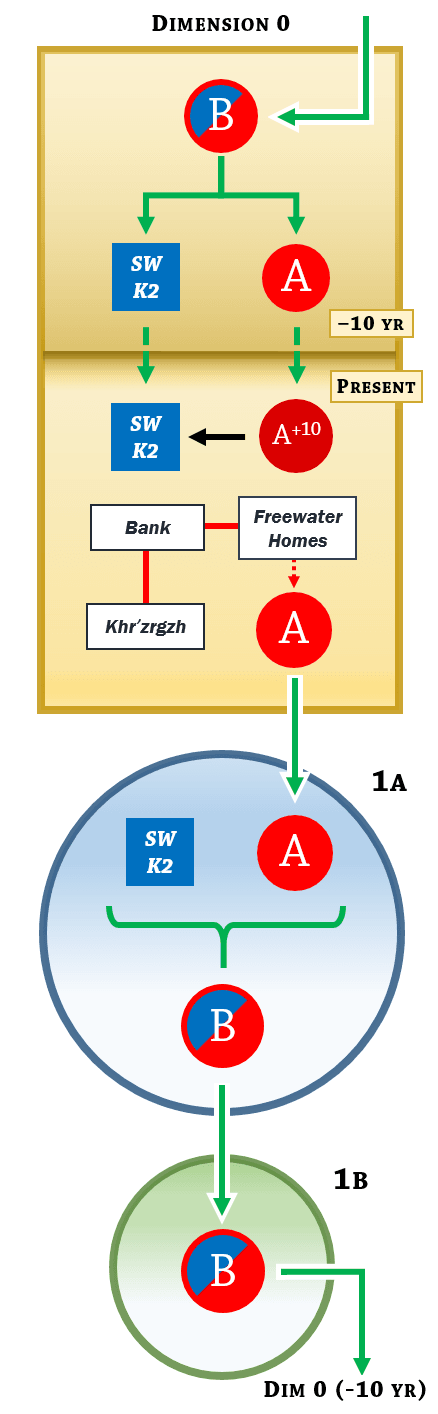 Dimension 0
B
SW
K2
A
−10 yr
Present
SW
K2
A+10
Bank
Freewater
Homes
Khr′zrgzh
A
1A
SW
K2
A
B
1B
B
Dim 0 (-10 yr)